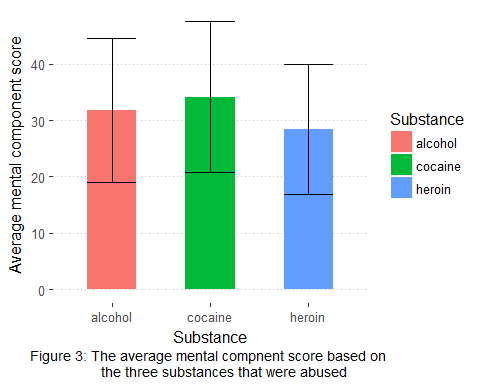 Average mental component score
40
30
20
10
0
alcohol cocaine heroin
Substance
Substance
alcohol
cocaine
heroin
Figure 3: The average mental compnent score based on
the three substances that were abused